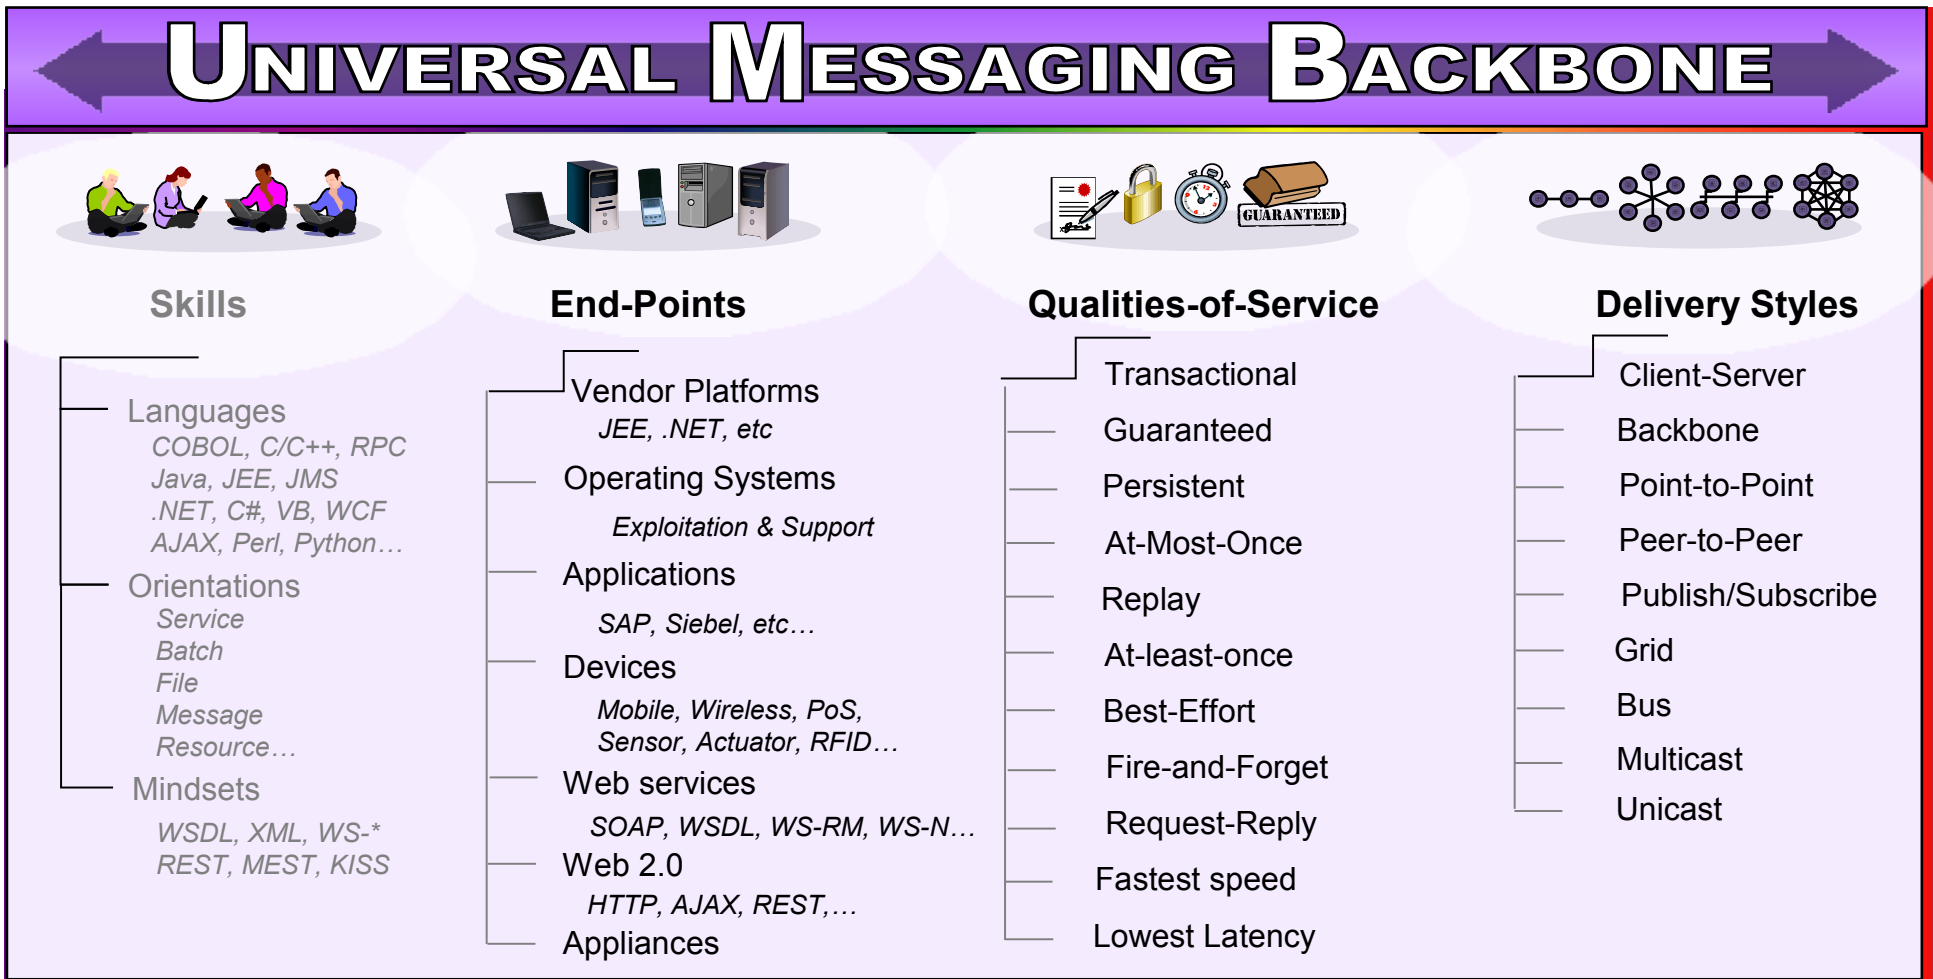 UNIVERSAL MESSAGING BACKBONE
GUARANTEED
Skills
Languages
COBOL, C/C++, RPC
Java, JEE, JMS
.NET, C#, VB, WCF
AJAX, Perl, Python…
Orientations
Service
Batch
File
Message
Resource…
Mindsets
WSDL, XML, WS-*
REST, MEST, KISS
End-Points
Vendor Platforms
JEE, .NET, etc
Operating Systems
Exploitation & Support
Applications
SAP, Siebel, etc…
Devices
Mobile, Wireless, PoS,
Sensor, Actuator, RFID…
Web services
SOAP, WSDL, WS-RM, WS-N…
Web 2.0
HTTP, AJAX, REST,…
Appliances
Qualities-of-Service
Transactional
Guaranteed
Persistent
At-Most-Once
Replay
At-least-once
Best-Effort
Fire-and-Forget
Request-Reply
Fastest speed
Lowest Latency
Delivery Styles
Client-Server
Backbone
Point-to-Point
Peer-to-Peer
Publish/Subscribe
Grid
Bus
Multicast
Unicast